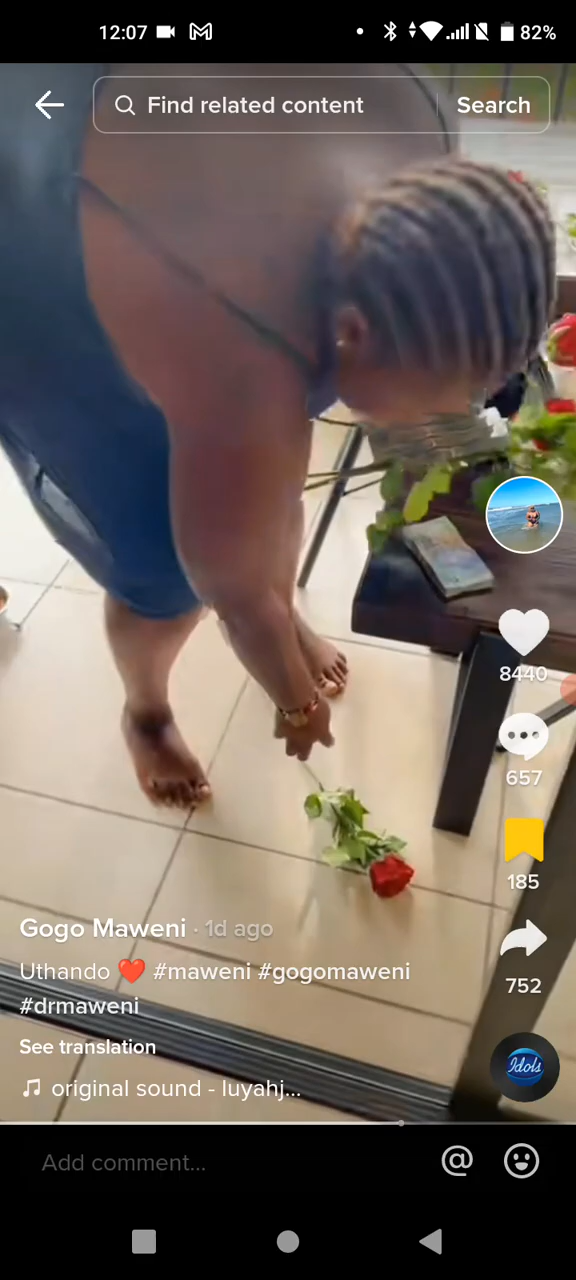 12:07
82%
Find related content
Search
8440
657
185
752
Gogo Maweni · 1d ago
Uthando ❤️ #maweni #gogomaweni
#drmaweni
See translation
original sound - luyahj...
Idols
Add comment...